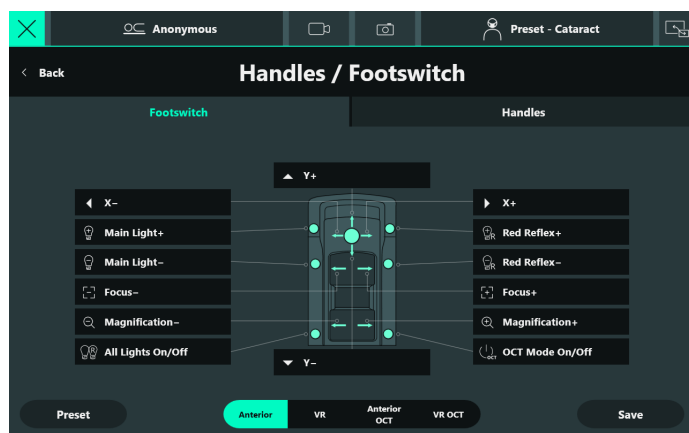 Anonymous
Preset - Cataract
Back
Handles / Footswitch
Footswitch
Handles
Y+
X–
X+
Main Light+
R
Red Reflex+
Main Light–
R
Red Reflex–
Focus–
Focus+
Magnification–
Magnification+
R
All Lights On/Off
OCT
OCT Mode On/Off
Y–
Preset
Anterior
VR
Anterior
OCT
VR OCT
Save